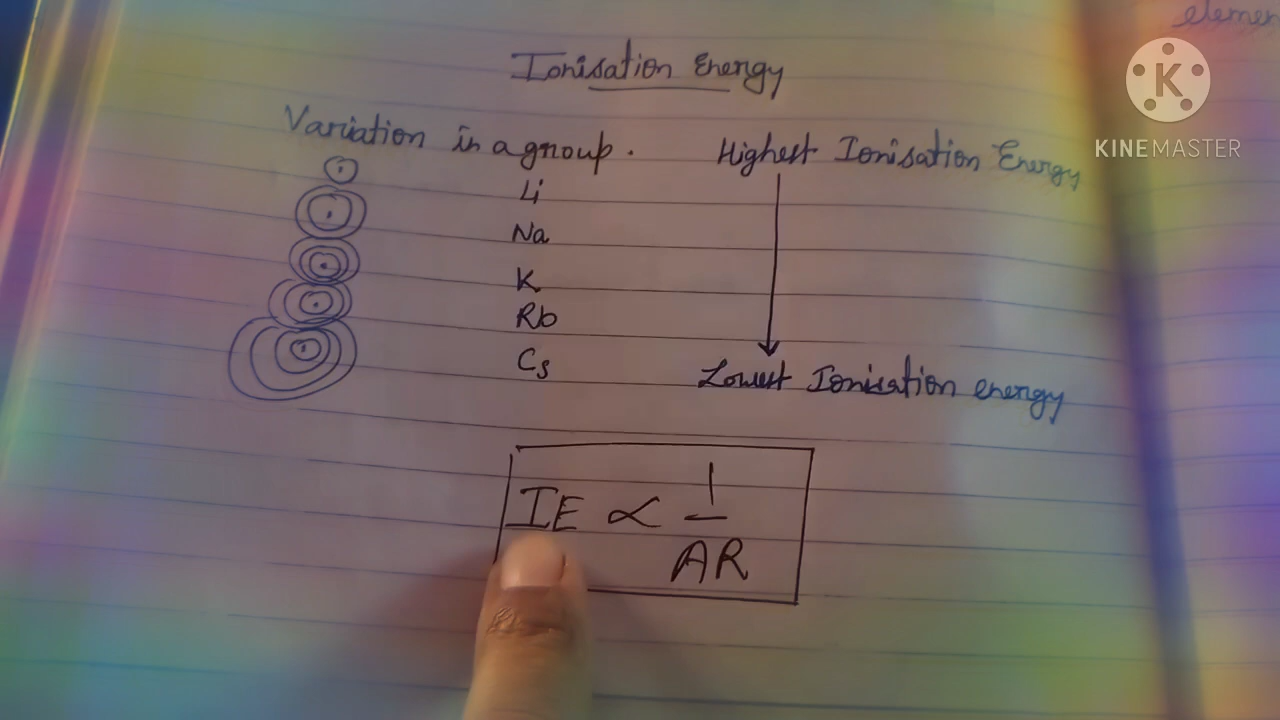 elemen
Ionisation Energy
Variation in a group.
Highest Ionisation Energy
Li
Na
K
Rb
Cs
Lowest Ionisation energy
IE ∝ 1/AR
K
KINEMASTER